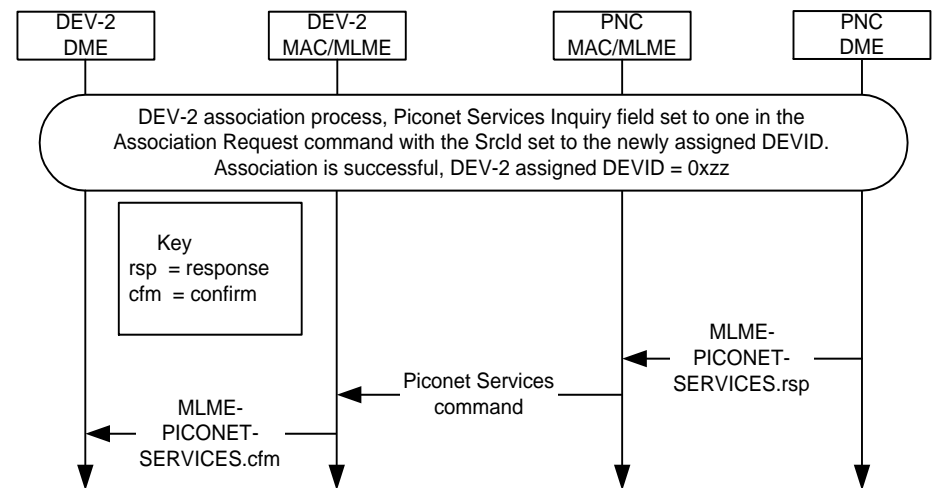 DEV-2
DME
DEV-2
MAC/MLME
PNC
MAC/MLME
PNC
DME
DEV-2 association process, Piconet Services Inquiry field set to one in the
Association Request command with the SrcId set to the newly assigned DEVID.
Association is successful, DEV-2 assigned DEVID = 0xzz
Key
rsp = response
cfm = confirm
MLME-
PICONET-
SERVICES.rsp
Piconet Services
command
MLME-
PICONET-
SERVICES.cfm